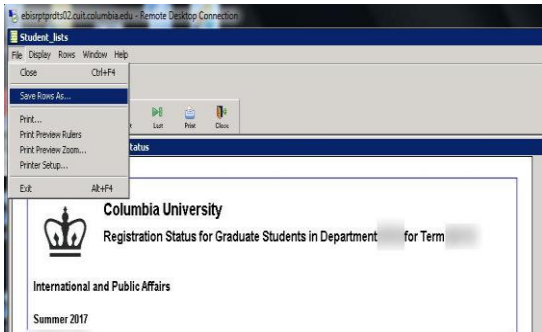 ebisrptprdts02.cuit.columbia.edu - Remote Desktop Connection
Student_lists
File Display Rows Window Help
Close Ctrl+F4
Save Rows As...
Print...
Print Preview Rulers
Print Preview Zoom...
Printer Setup...
Exit Alt+F4
Last Print Close
tatus
Columbia University
Registration Status for Graduate Students in Department for Term
International and Public Affairs
Summer 2017